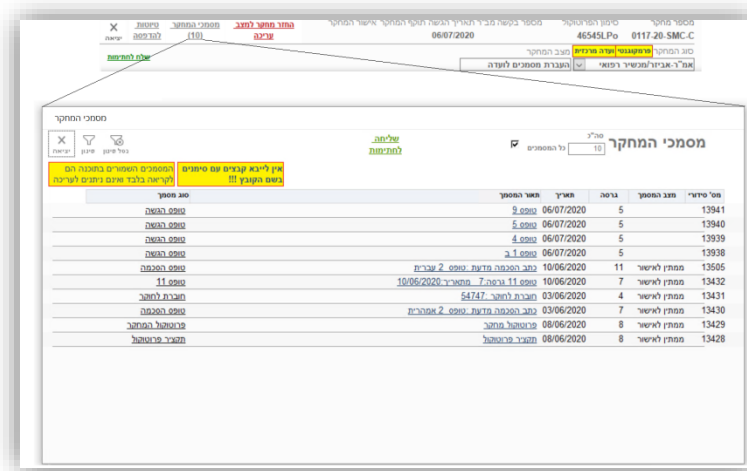 מספר מחקר סימון הפרוטוקול מספר בקשה מב"ר תאריך הגשה תוקף המחקר אישור המחקר
0117-20-SMC-C 46545LPo 06/07/2020
החזר מחקר למצב עריכה
מסמכי המחקר (10)
טיוטות להדפסה
יציאה
סוג המחקר פרמקוגנטי ועדה מרכזית מצב המחקר
אמ"ר-אביזר/מכשיר רפואי העברת מסמכים לועדה
שלח לחתימות
מסמכי המחקר
מסמכי המחקר
סה"כ
10 כל המסמכים
שליחה לחתימות
בטל סינון סינון יציאה
אין לייבא קבצים עם סימנים בשם הקובץ !!!
המסמכים השמורים בתוכנה הם לקריאה בלבד ואינם ניתנים לעריכה
מס' סידורי מצב המסמך גרסה תאריך תאור המסמך סוג מסמך
13941 5 06/07/2020 טופס 9 טופס הגשה
13940 5 06/07/2020 טופס 5 טופס הגשה
13939 5 06/07/2020 טופס 4 טופס הגשה
13938 5 06/07/2020 טופס 1 ב טופס הגשה
13505 ממתין לאישור 11 10/06/2020 כתב הסכמה מדעת :טופס 2 עברית טופס הסכמה
13432 ממתין לאישור 7 10/06/2020 טופס 11 גרסה:7 מתאריך:10/06/2020 טופס 11
13431 ממתין לאישור 4 03/06/2020 חוברת לחוקר :54747 חוברת לחוקר
13430 ממתין לאישור 7 03/06/2020 כתב הסכמה מדעת :טופס 2 אמהרית טופס הסכמה
13429 ממתין לאישור 8 08/06/2020 פרוטוקול מחקר פרוטוקול המחקר
13428 ממתין לאישור 8 08/06/2020 תקציר פרוטוקול תקציר פרוטוקול